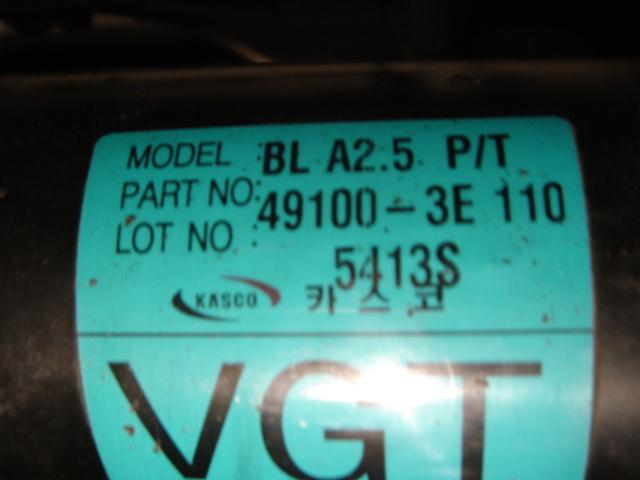 MODEL : BL A2.5 P/T
PART NO: 49100-3E 110
LOT NO : 5413S
KASCO 카스코
VGT